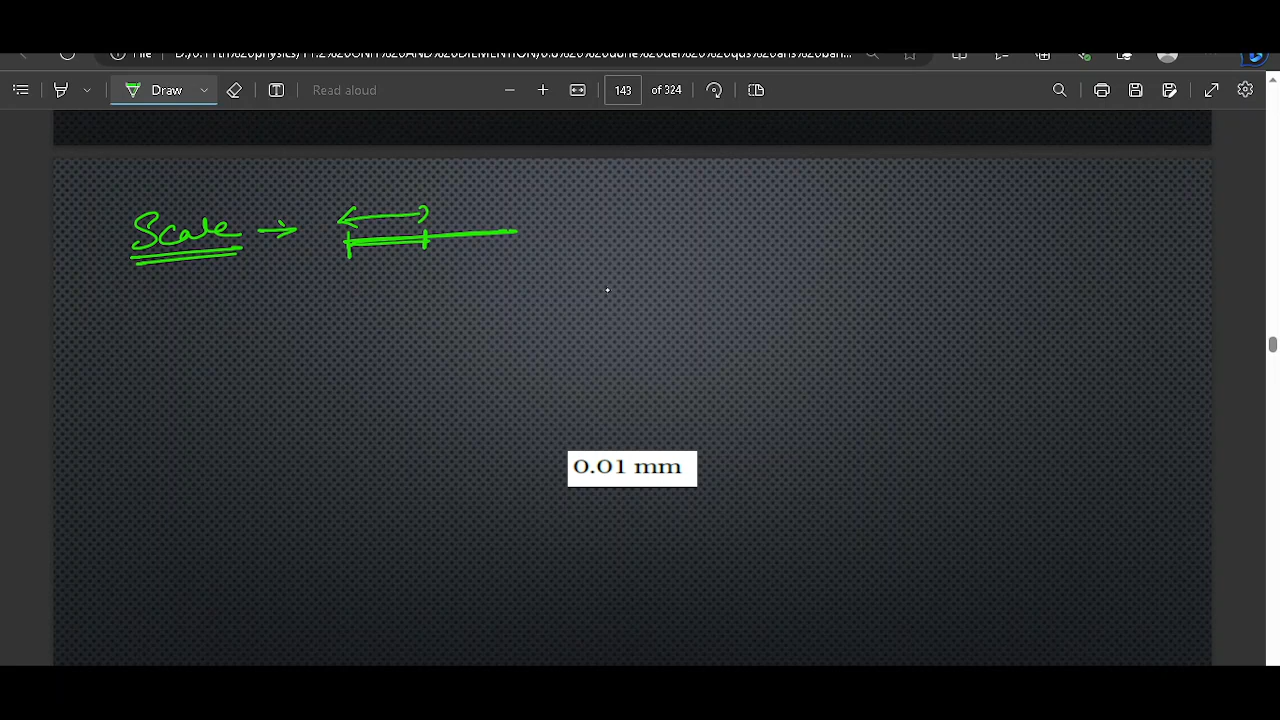 Draw
Read aloud
143 of 324
Scale →
0.01 mm